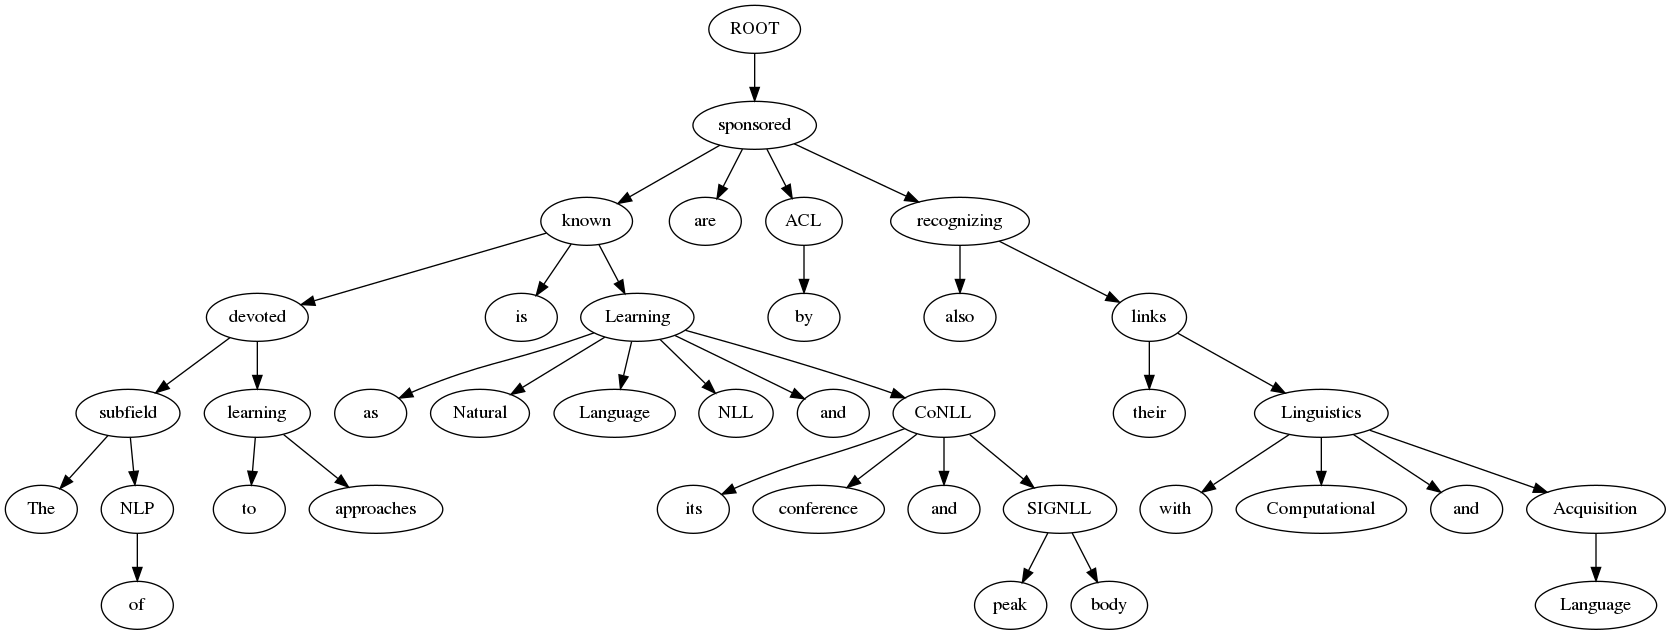 ROOT
sponsored
known are ACL recognizing
devoted is Learning by also links
subfield learning as Natural Language NLL and CoNLL their Linguistics
The NLP to approaches its conference and SIGNLL with Computational and Acquisition
of peak body Language